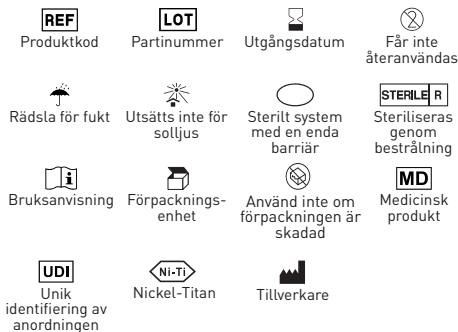 REF
Produktkod
LOT
Partinummer
Utgångsdatum
2
Får inte
återanvändas
Rädsla för fukt
Utsätts inte för
solljus
Sterilt system
med en enda
barriär
STERILE R
Steriliseras
genom
bestrålning
i
Bruksanvisning
Förpacknings-
enhet
Använd inte om
förpackningen är
skadad
MD
Medicinsk
produkt
UDI
Unik
identifiering av
anordningen
Ni-Ti
Nickel-Titan
Tillverkare